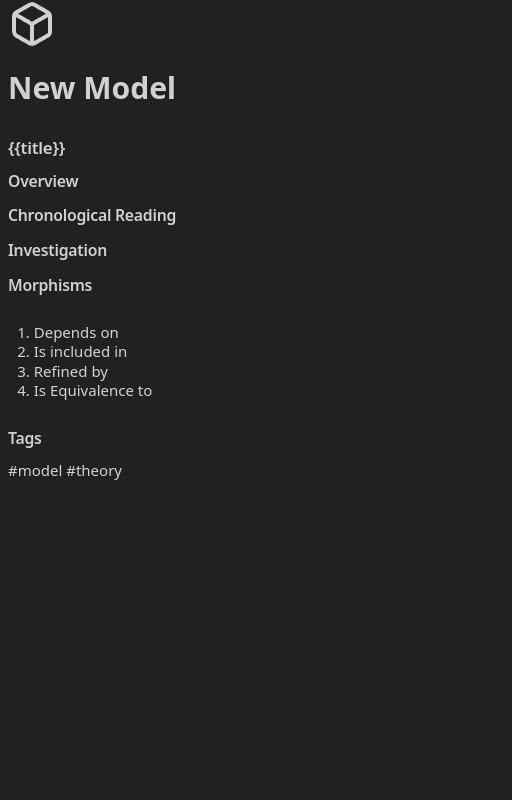 New Model
{{title}}
Overview
Chronological Reading
Investigation
Morphisms
1. Depends on
2. Is included in
3. Refined by
4. Is Equivalence to
Tags
#model #theory